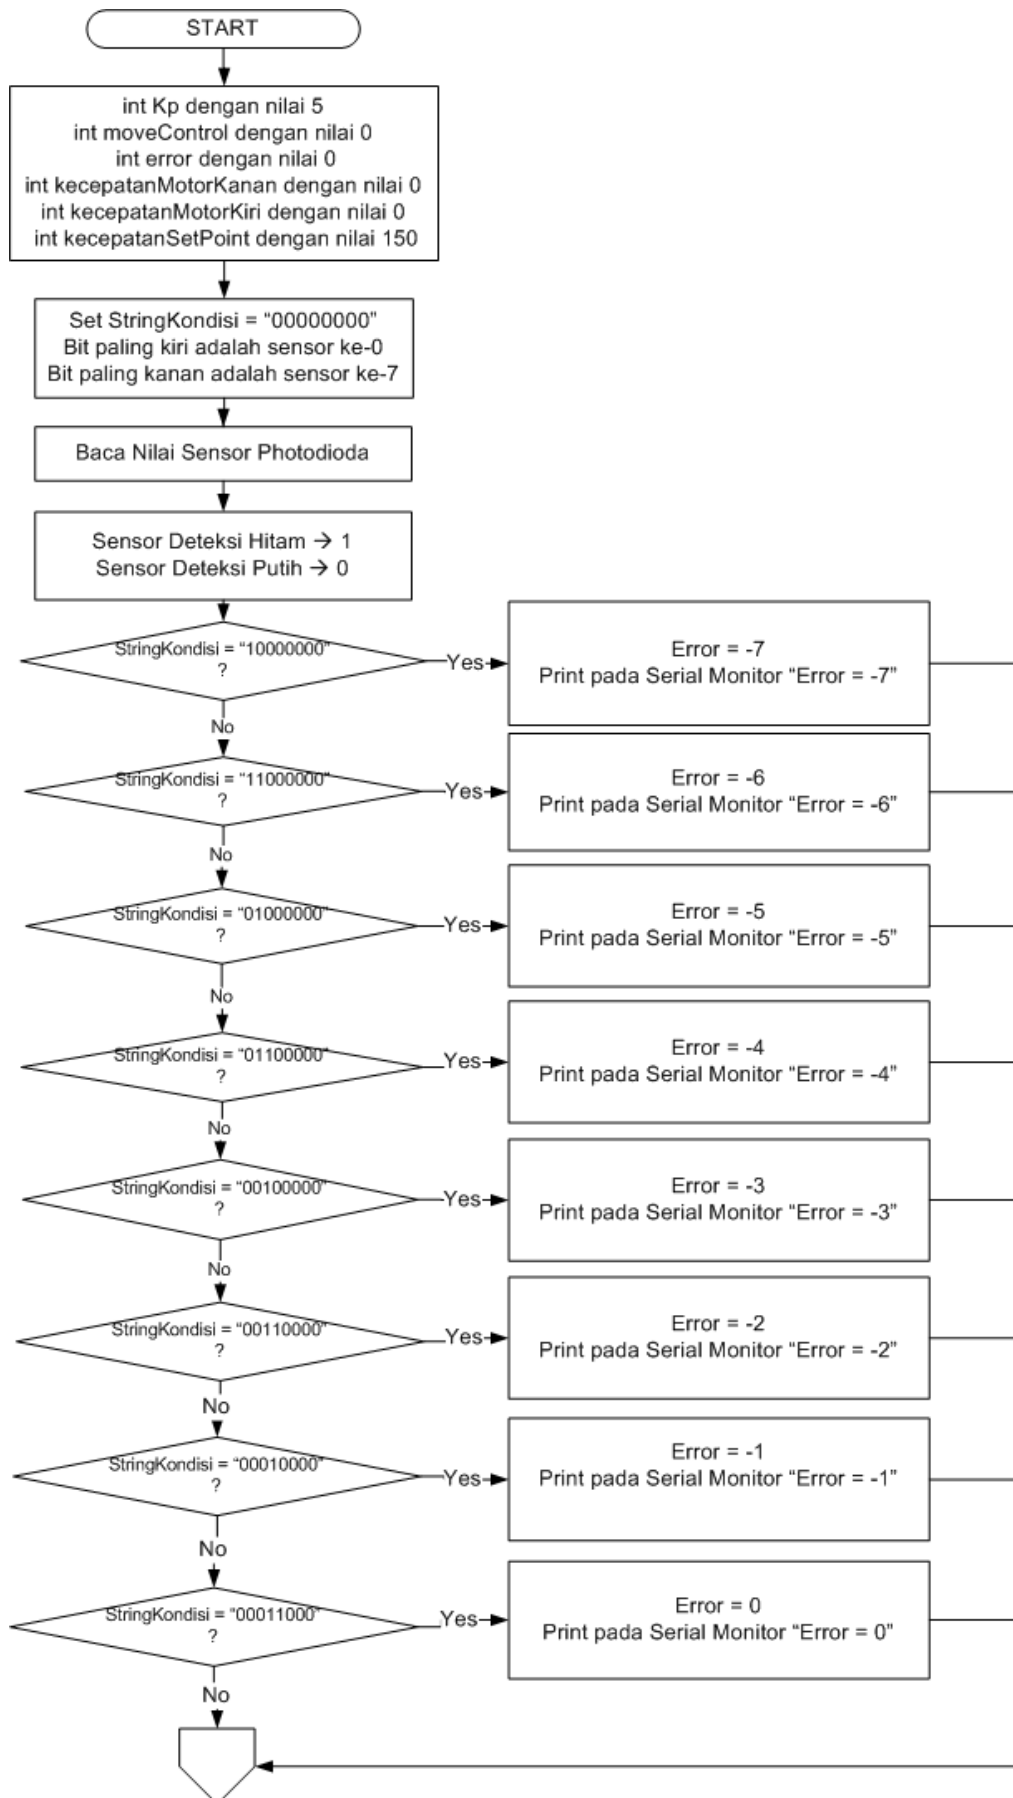 START
int Kp dengan nilai 5
int moveControl dengan nilai 0
int error dengan nilai 0
int kecepatanMotorKanan dengan nilai 0
int kecepatanMotorKiri dengan nilai 0
int kecepatanSetPoint dengan nilai 150
Set StringKondisi = “00000000”
Bit paling kiri adalah sensor ke-0
Bit paling kanan adalah sensor ke-7
Baca Nilai Sensor Photodioda
Sensor Deteksi Hitam → 1
Sensor Deteksi Putih → 0
StringKondisi = “10000000”
?
Yes
Error = -7
Print pada Serial Monitor “Error = -7”
No
StringKondisi = “11000000”
?
Yes
Error = -6
Print pada Serial Monitor “Error = -6”
No
StringKondisi = “01000000”
?
Yes
Error = -5
Print pada Serial Monitor “Error = -5”
No
StringKondisi = “01100000”
?
Yes
Error = -4
Print pada Serial Monitor “Error = -4”
No
StringKondisi = “00100000”
?
Yes
Error = -3
Print pada Serial Monitor “Error = -3”
No
StringKondisi = “00110000”
?
Yes
Error = -2
Print pada Serial Monitor “Error = -2”
No
StringKondisi = “00010000”
?
Yes
Error = -1
Print pada Serial Monitor “Error = -1”
No
StringKondisi = “00011000”
?
Yes
Error = 0
Print pada Serial Monitor “Error = 0”
No